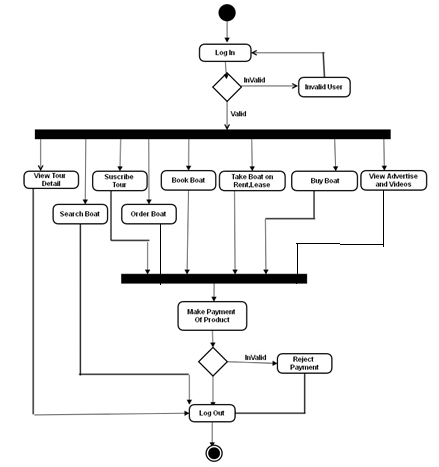 Log In
InValid
Invalid User
Valid
View Tour
Detail
Suscribe
Tour
Book Boat
Take Boat on
Rent,Lease
Buy Boat
View Advertise
and Videos
Search Boat
Order Boat
Make Payment
Of Product
InValid
Reject
Payment
Log Out